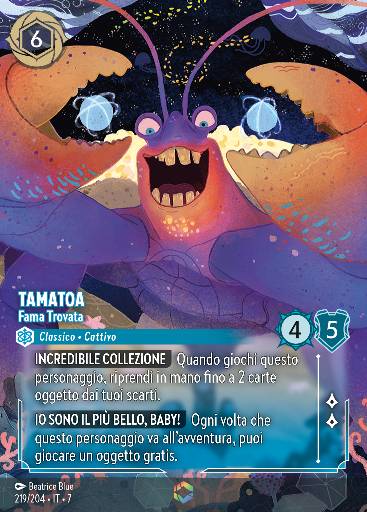 6
TAMATOA
Fama Trovata
Classico • Cattivo
4 5
INCREDIBILE COLLEZIONE Quando giochi questo
personaggio, riprendi in mano fino a 2 carte
oggetto dai tuoi scarti.
IO SONO IL PIÙ BELLO, BABY! Ogni volta che
questo personaggio va all'avventura, puoi
giocare un oggetto gratis.
Beatrice Blue
219/204 • IT • 7